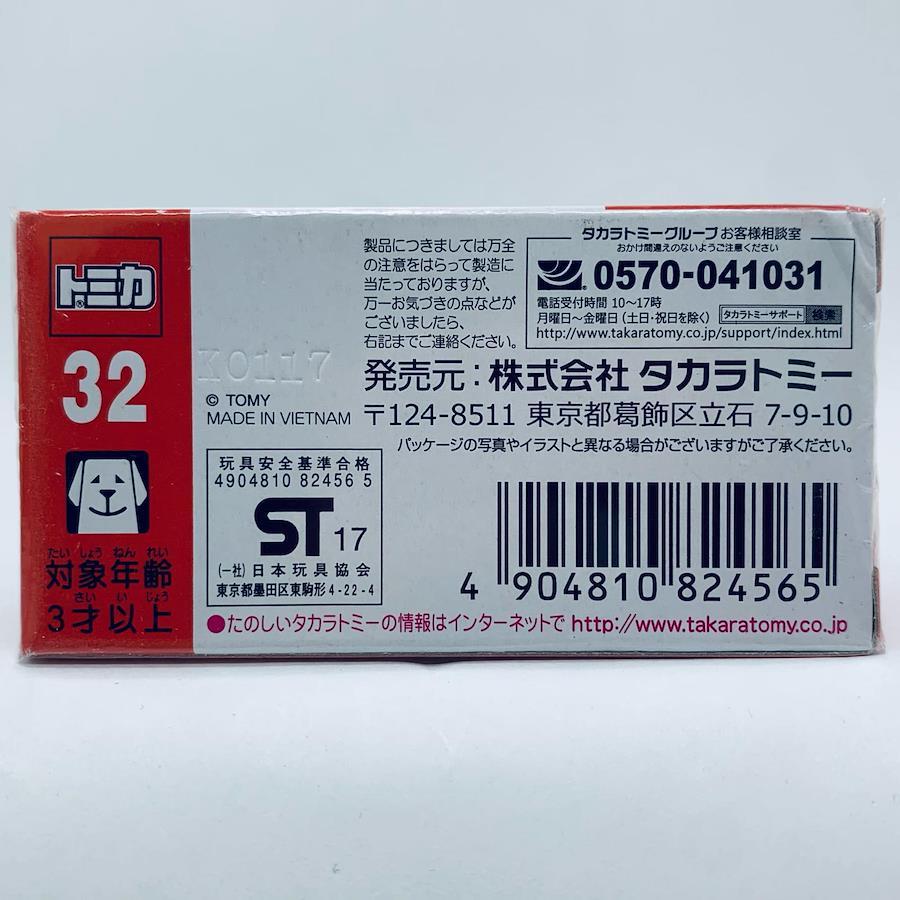 トミカ®
32
たい しょう ねん れい
対象年齢
さい い じょう
3才以上
K0117
© TOMY
MADE IN VIETNAM
玩具安全基準合格
4904810 82456 5
ST 17
(一社)日本玩具協会
東京都墨田区東駒形4-22-4
製品につきましては万全
の注意をはらって製造に
当たっておりますが、
万一お気づきの点などが
ございましたら、
右記までご連絡ください。
タカラトミーグループ お客様相談室
おかけ間違えのないようご注意ください
0570-041031
電話受付時間 10〜17時
月曜日〜金曜日 (土日・祝日を除く) タカラトミーサポート 検索
http://www.takaratomy.co.jp/support/index.html
発売元:株式会社 タカラトミー
〒124-8511 東京都葛飾区立石 7-9-10
パッケージの写真やイラストと異なる場合がございますがご了承ください。
4 904810 824565
●たのしいタカラトミーの情報はインターネットで http://www.takaratomy.co.jp